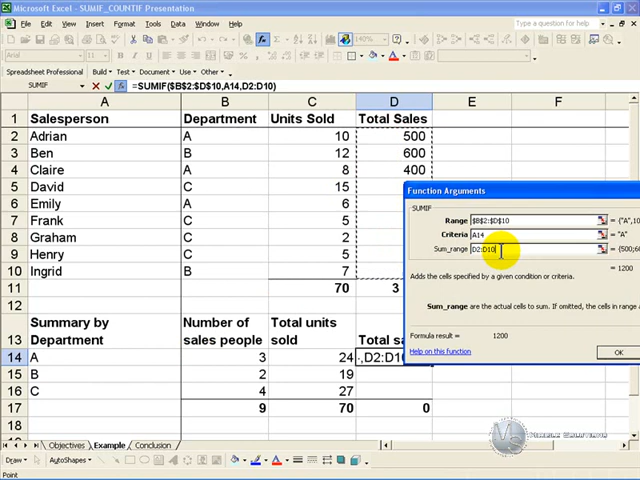 Microsoft Excel - SUMIF_COUNTIF Presentation
File Edit View Insert Format Tools Data Window Help
Type a question for help
100%
Arial
Spreadsheet Professional Build Test Document Use Other
SUMIF =SUMIF($B$2:$D$10,A14,D2:D10)
A B C D E F
1 Salesperson Department Units Sold Total Sales
2 Adrian A 10 500
3 Ben B 12 600
4 Claire A 8 400
5 David C 15
6 Emily A 6
7 Frank C 5
8 Graham C 2
9 Henry C 5
10 Ingrid B 7
11 70 3
12
Summary by Number of Total units
13 Department sales people sold Total sa
14 A 3 24 ,D2:D10
15 B 2 19
16 C 4 27
17 9 70 0
18
Function Arguments
SUMIF
Range $B$2:$D$10 = {"A",10
Criteria A14 = "A"
Sum_range D2:D10 = {500;60
= 1200
Adds the cells specified by a given condition or criteria.
Sum_range are the actual cells to sum. If omitted, the cells in range
Formula result = 1200
Help on this function OK
Objectives Example Conclusion
Draw AutoShapes
Point